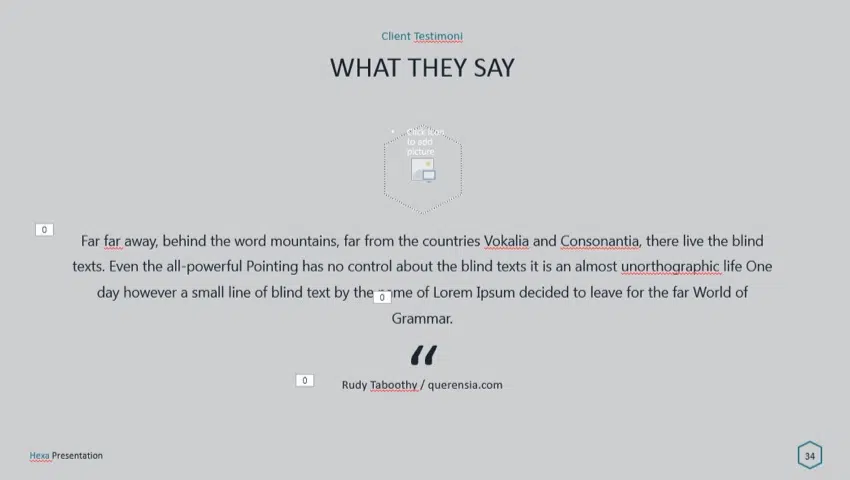 Client Testimoni
WHAT THEY SAY
Click icon
to add
picture
0
Far far away, behind the word mountains, far from the countries Vokalia and Consonantia, there live the blind
texts. Even the all-powerful Pointing has no control about the blind texts it is an almost unorthographic life One
day however a small line of blind text by the name of Lorem Ipsum decided to leave for the far World of
0
Grammar.
“
0
Rudy Taboothy / querensia.com
Hexa Presentation
34